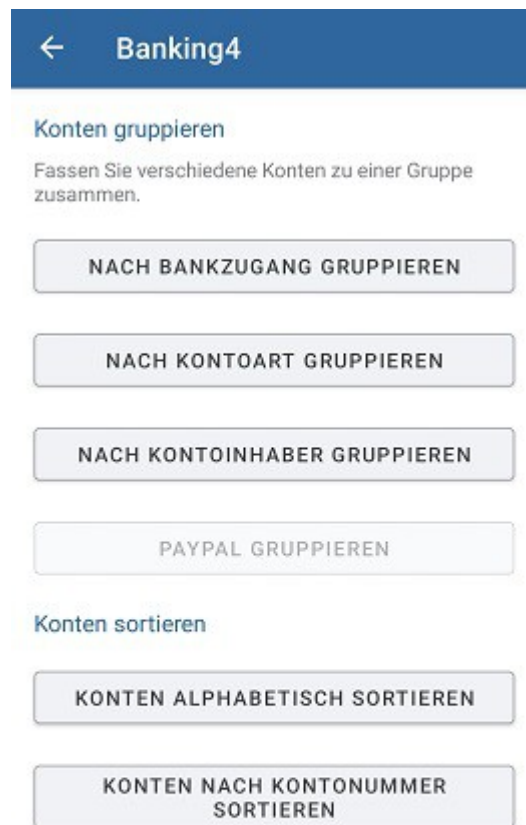 Banking4
Konten gruppieren
Fassen Sie verschiedene Konten zu einer Gruppe
zusammen.
NACH BANKZUGANG GRUPPIEREN
NACH KONTOART GRUPPIEREN
NACH KONTOINHABER GRUPPIEREN
PAYPAL GRUPPIEREN
Konten sortieren
KONTEN ALPHABETISCH SORTIEREN
KONTEN NACH KONTONUMMER
SORTIEREN